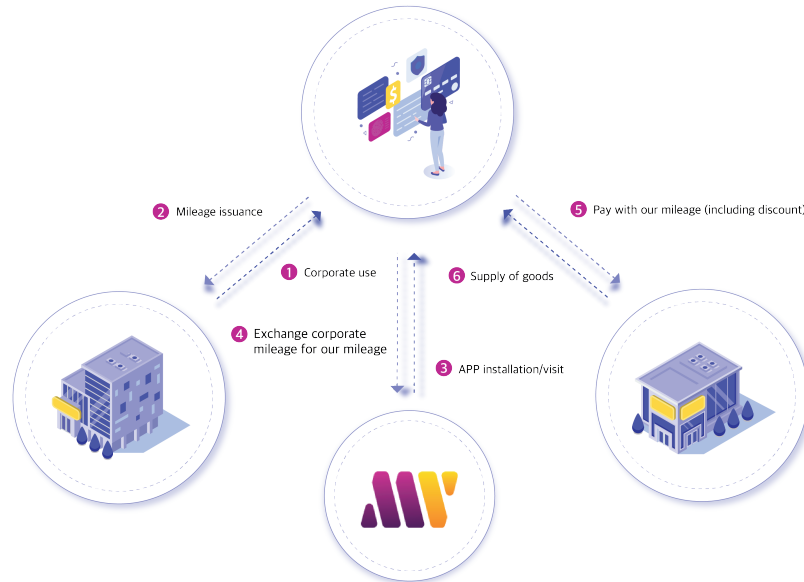 2 Mileage issuance
5 Pay with our mileage (including discount)
1 Corporate use
6 Supply of goods
4 Exchange corporate
mileage for our mileage
3 APP installation/visit
$